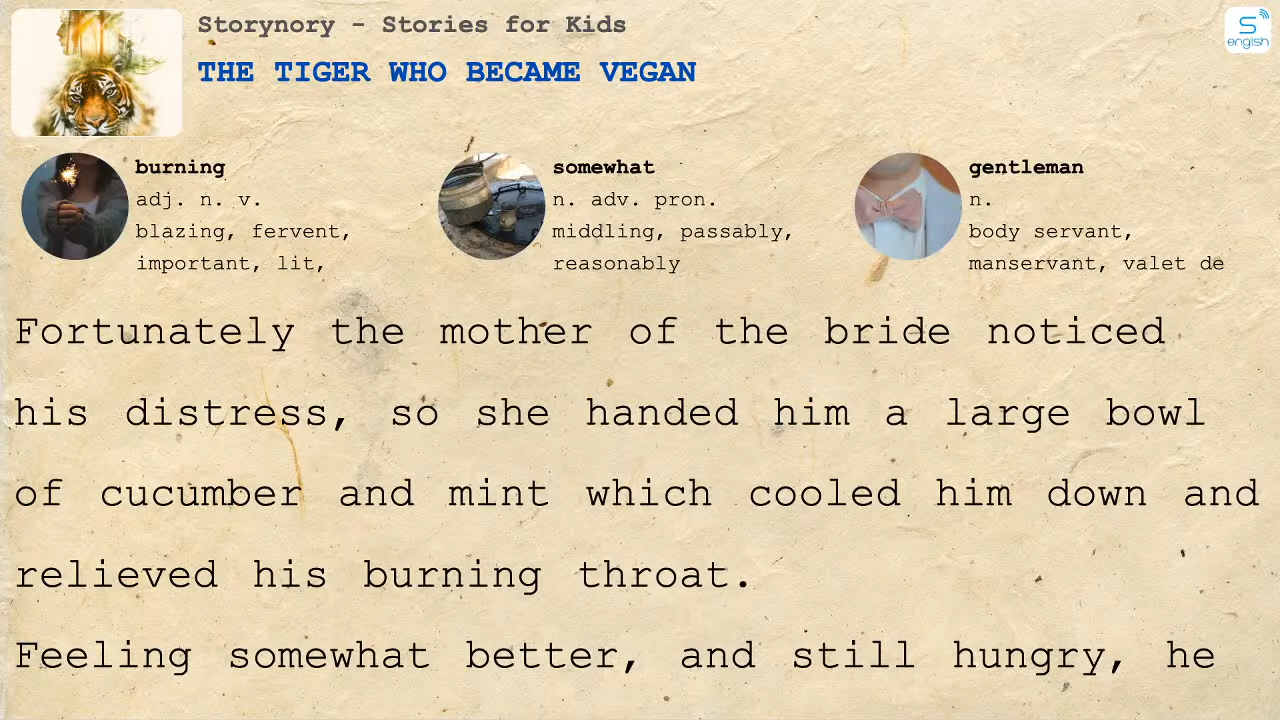 Storynory - Stories for Kids
THE TIGER WHO BECAME VEGAN
S
english
burning
adj. n. v.
blazing, fervent,
important, lit,
somewhat
n. adv. pron.
middling, passably,
reasonably
gentleman
n.
body servant,
manservant, valet de
Fortunately the mother of the bride noticed
his distress, so she handed him a large bowl
of cucumber and mint which cooled him down and
relieved his burning throat.
Feeling somewhat better, and still hungry, he